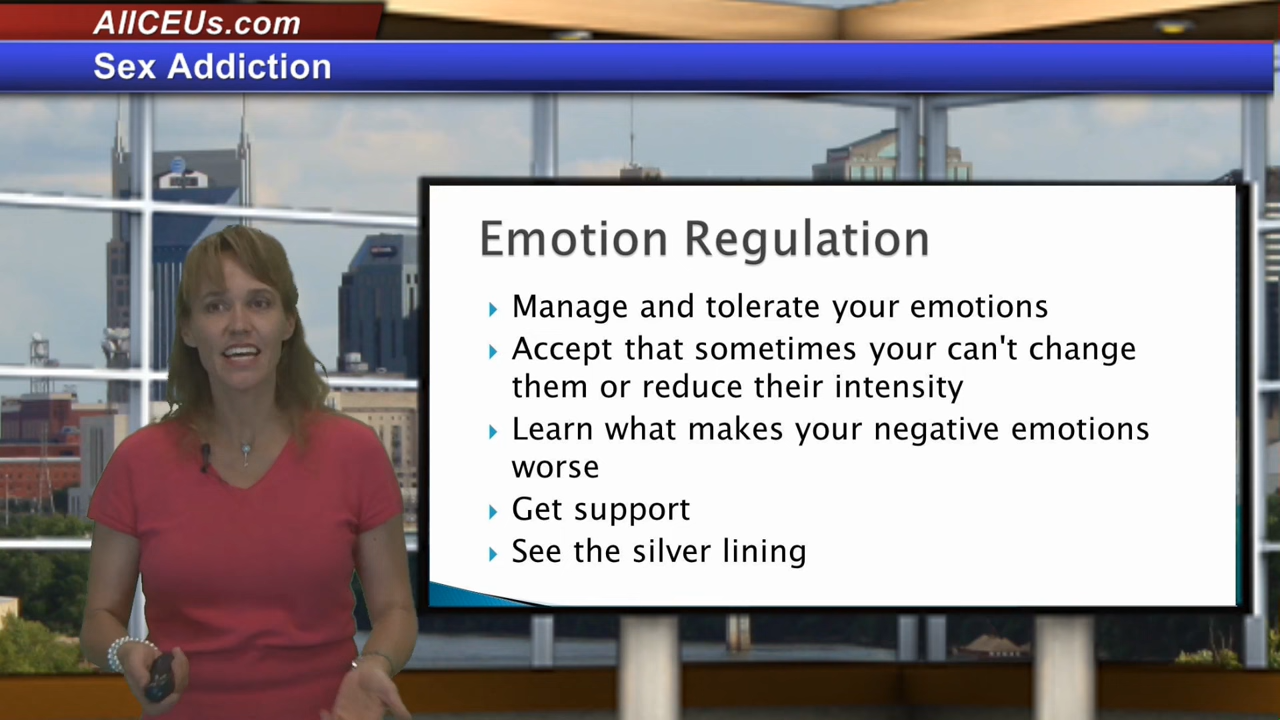 AllCEUs.com
Sex Addiction
Emotion Regulation
Manage and tolerate your emotions
Accept that sometimes your can't change
them or reduce their intensity
Learn what makes your negative emotions
worse
Get support
See the silver lining